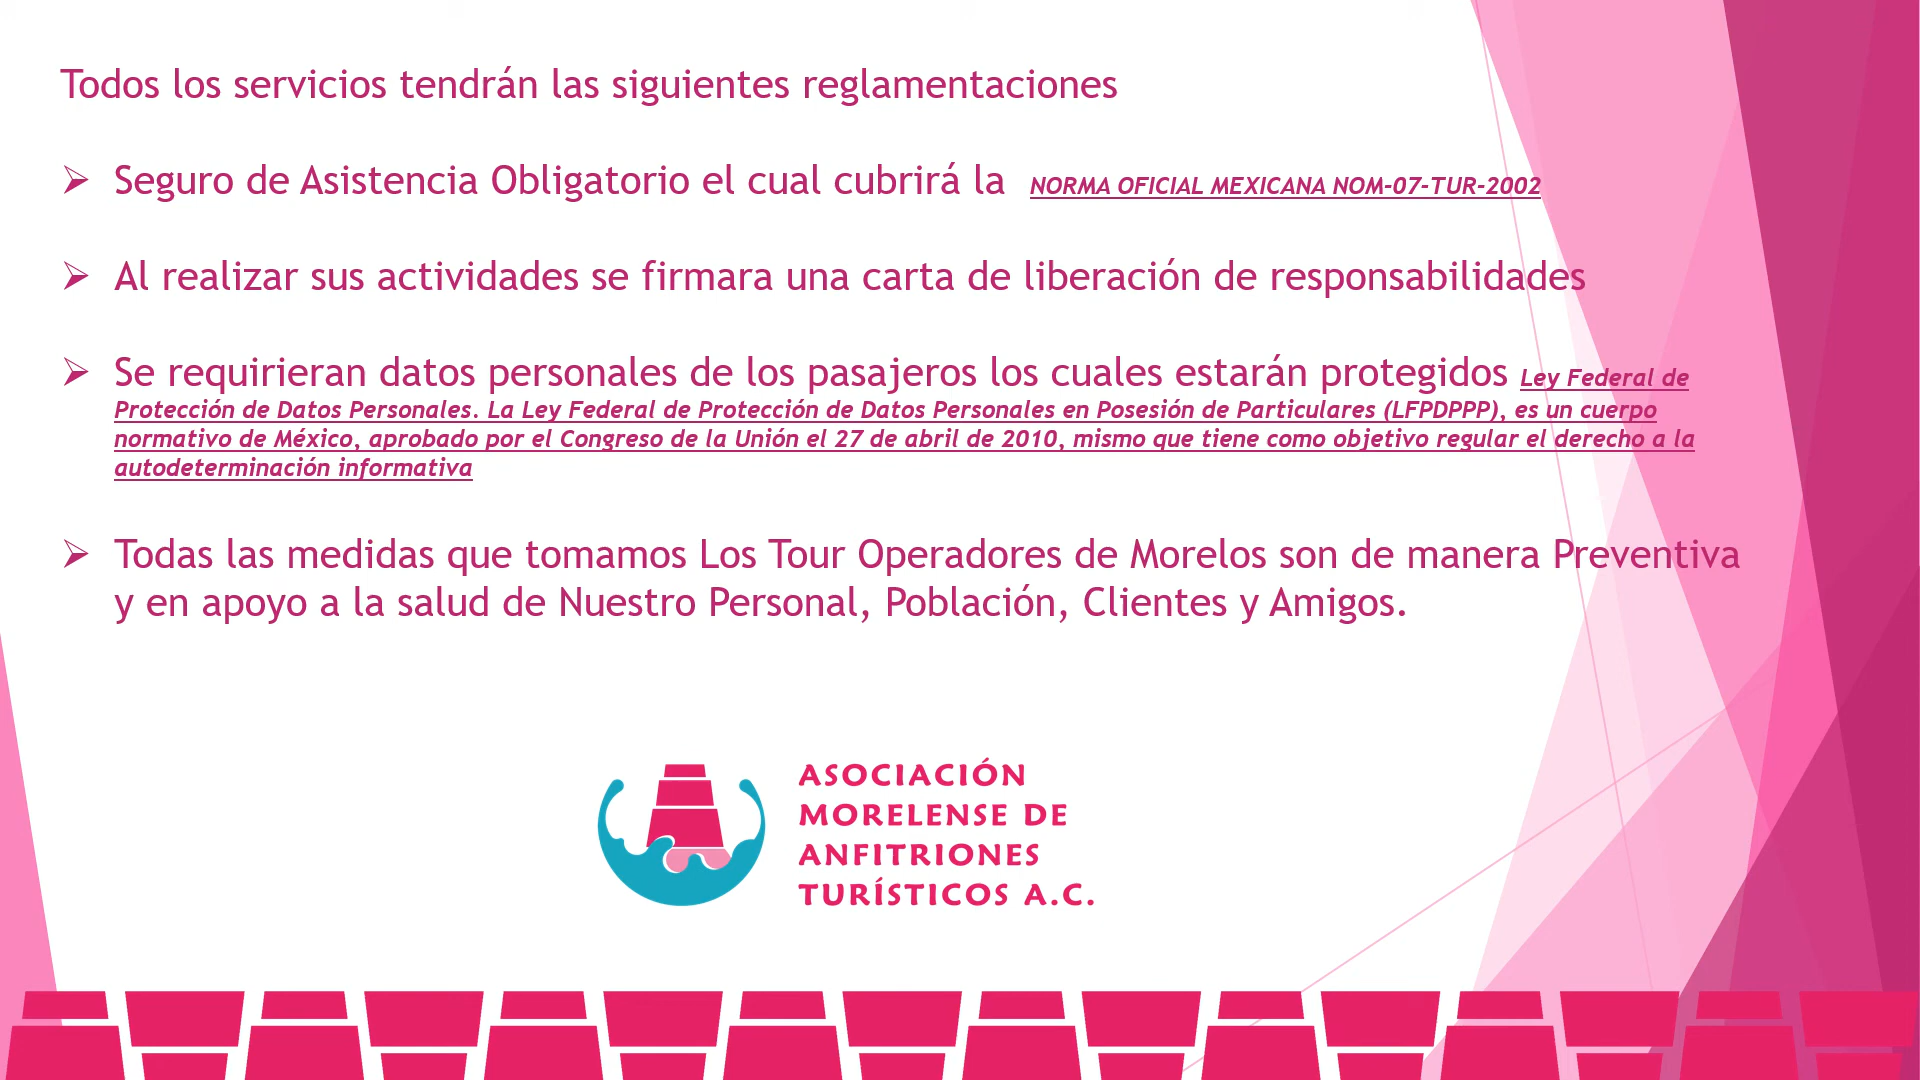 Todos los servicios tendrán las siguientes reglamentaciones
➢ Seguro de Asistencia Obligatorio el cual cubrirá la NORMA OFICIAL MEXICANA NOM-07-TUR-2002
➢ Al realizar sus actividades se firmara una carta de liberación de responsabilidades
➢ Se requirieran datos personales de los pasajeros los cuales estarán protegidos Ley Federal de
Protección de Datos Personales. La Ley Federal de Protección de Datos Personales en Posesión de Particulares (LFPDPPP), es un cuerpo
normativo de México, aprobado por el Congreso de la Unión el 27 de abril de 2010, mismo que tiene como objetivo regular el derecho a la
autodeterminación informativa
➢ Todas las medidas que tomamos Los Tour Operadores de Morelos son de manera Preventiva
y en apoyo a la salud de Nuestro Personal, Población, Clientes y Amigos.
ASOCIACIÓN
MORELENSE DE
ANFITRIONES
TURÍSTICOS A.C.